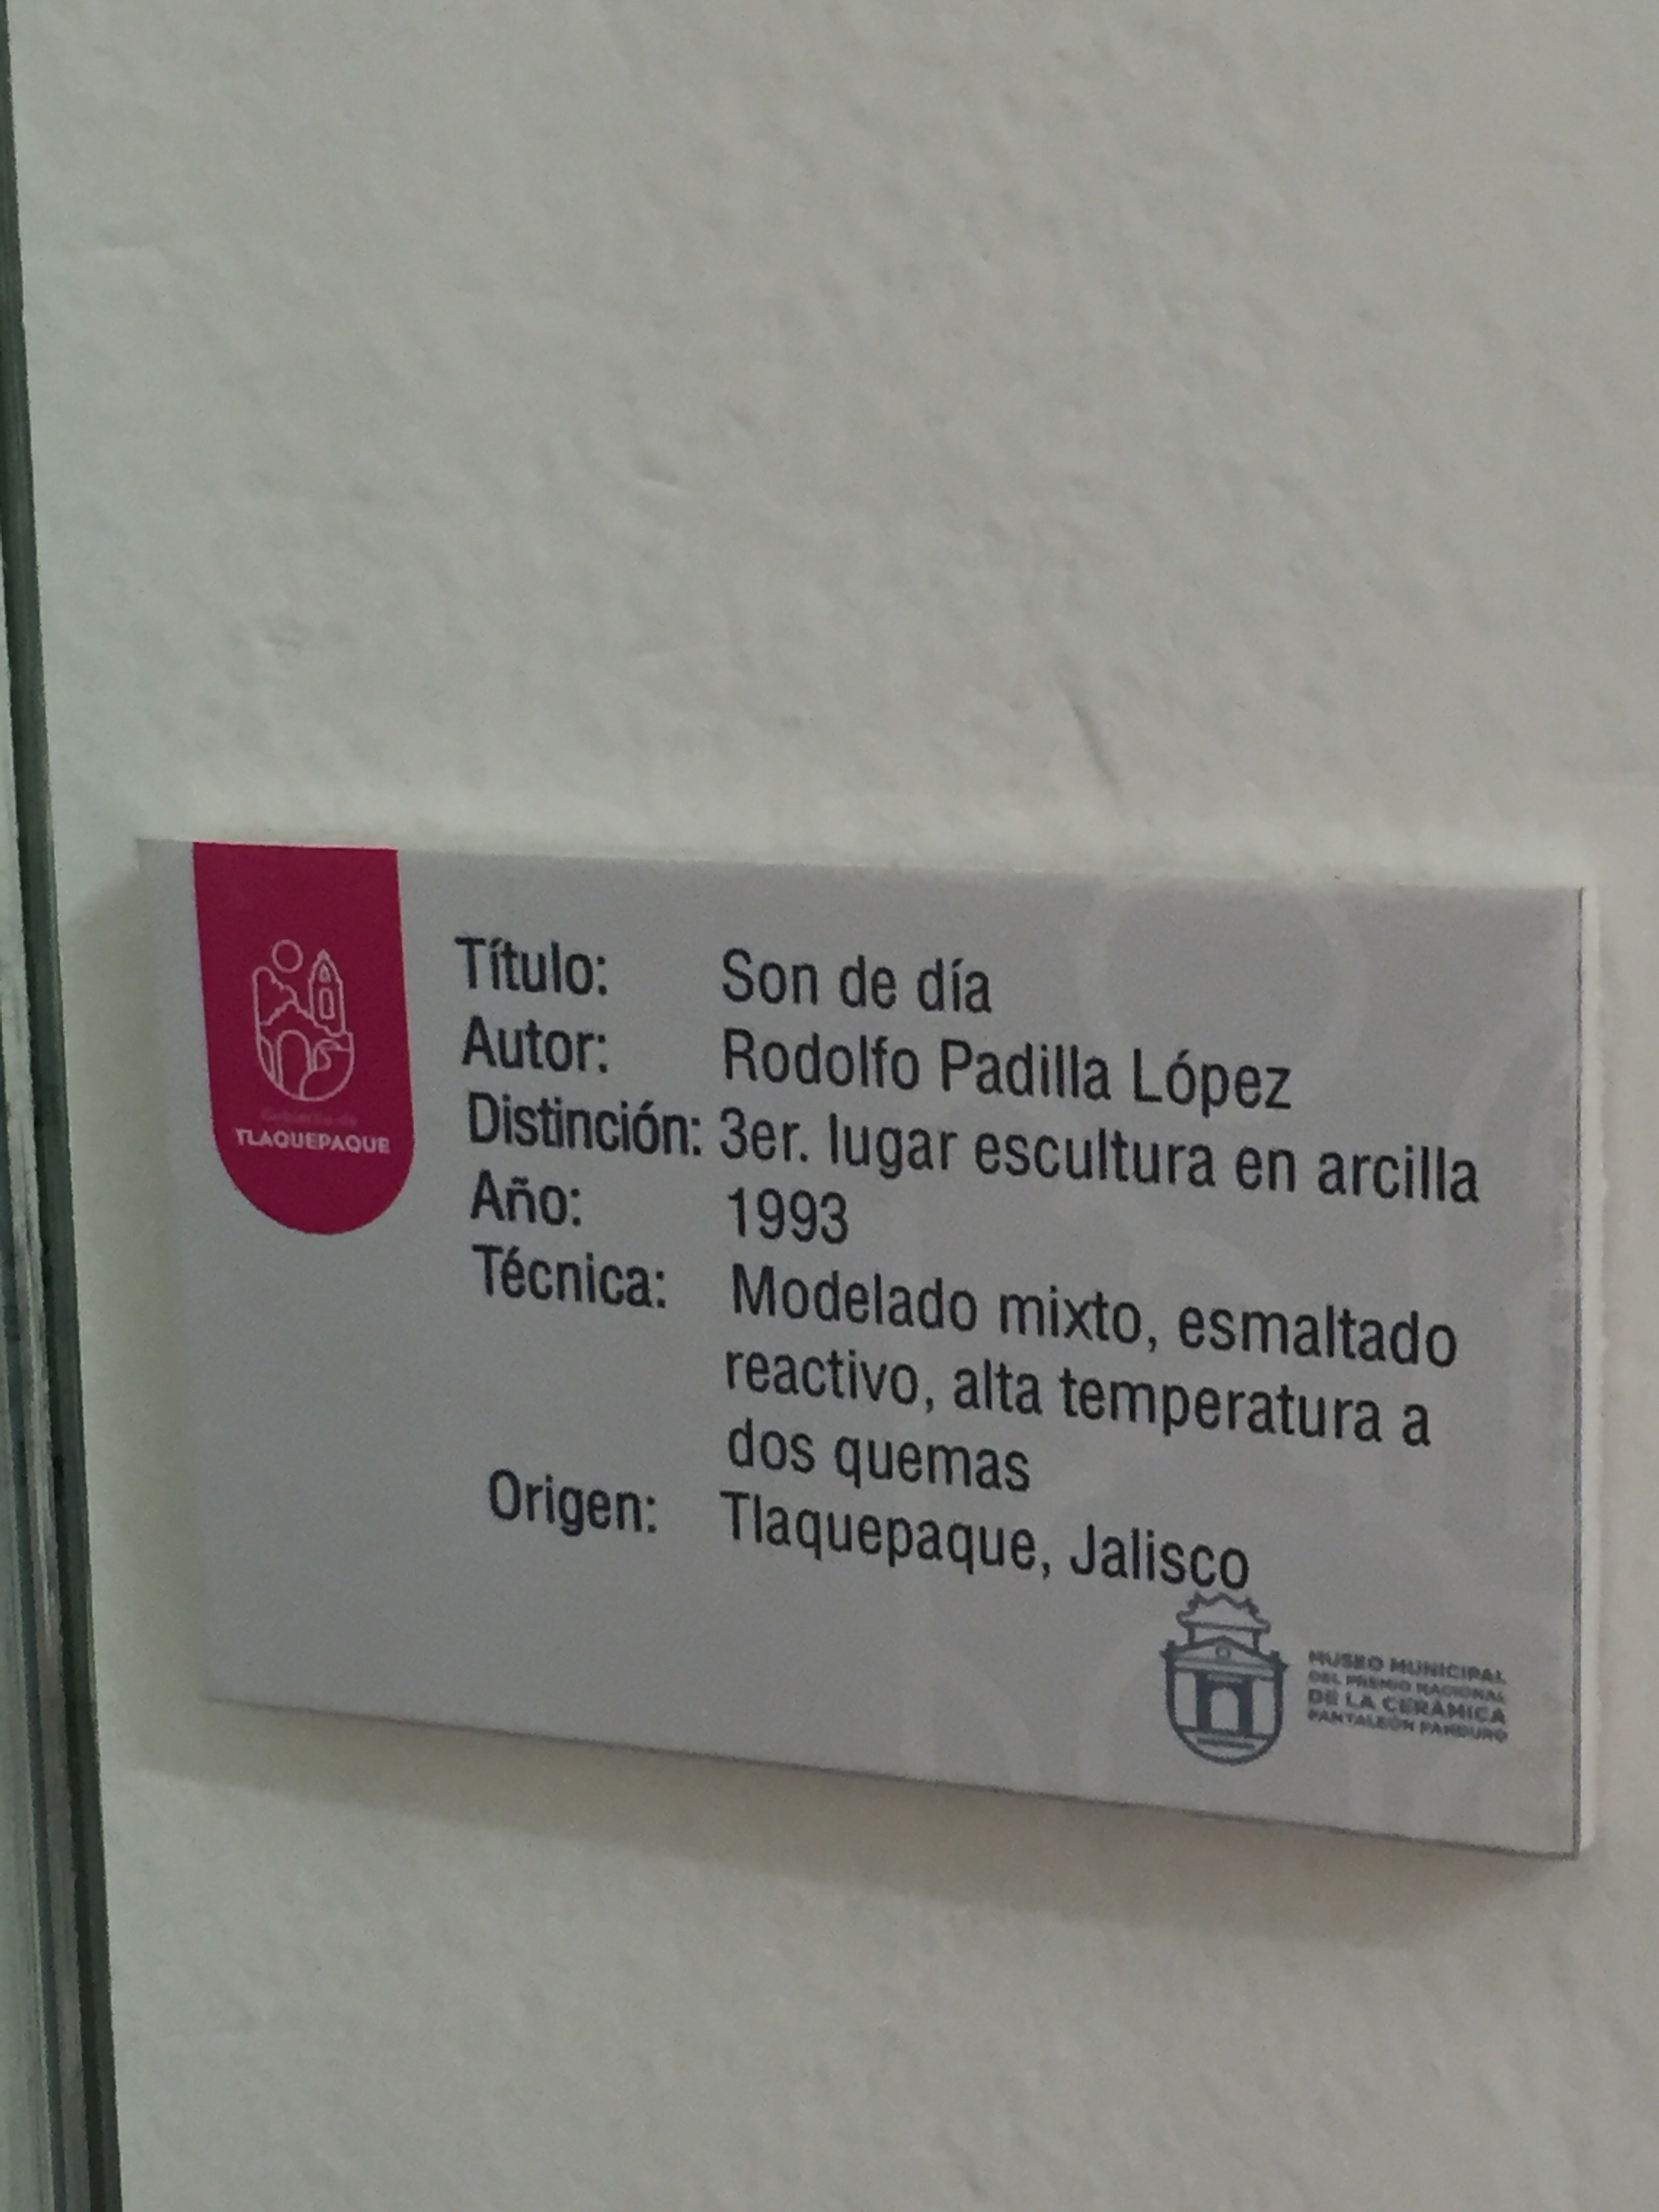 Gobierno de
TLAQUEPAQUE
Título: Son de día
Autor: Rodolfo Padilla López
Distinción: 3er. lugar escultura en arcilla
Año: 1993
Técnica: Modelado mixto, esmaltado
reactivo, alta temperatura a
dos quemas
Origen: Tlaquepaque, Jalisco
MUSEO MUNICIPAL
DEL PREMIO NACIONAL
DE LA CERÁMICA
PANTALEÓN PANDURO